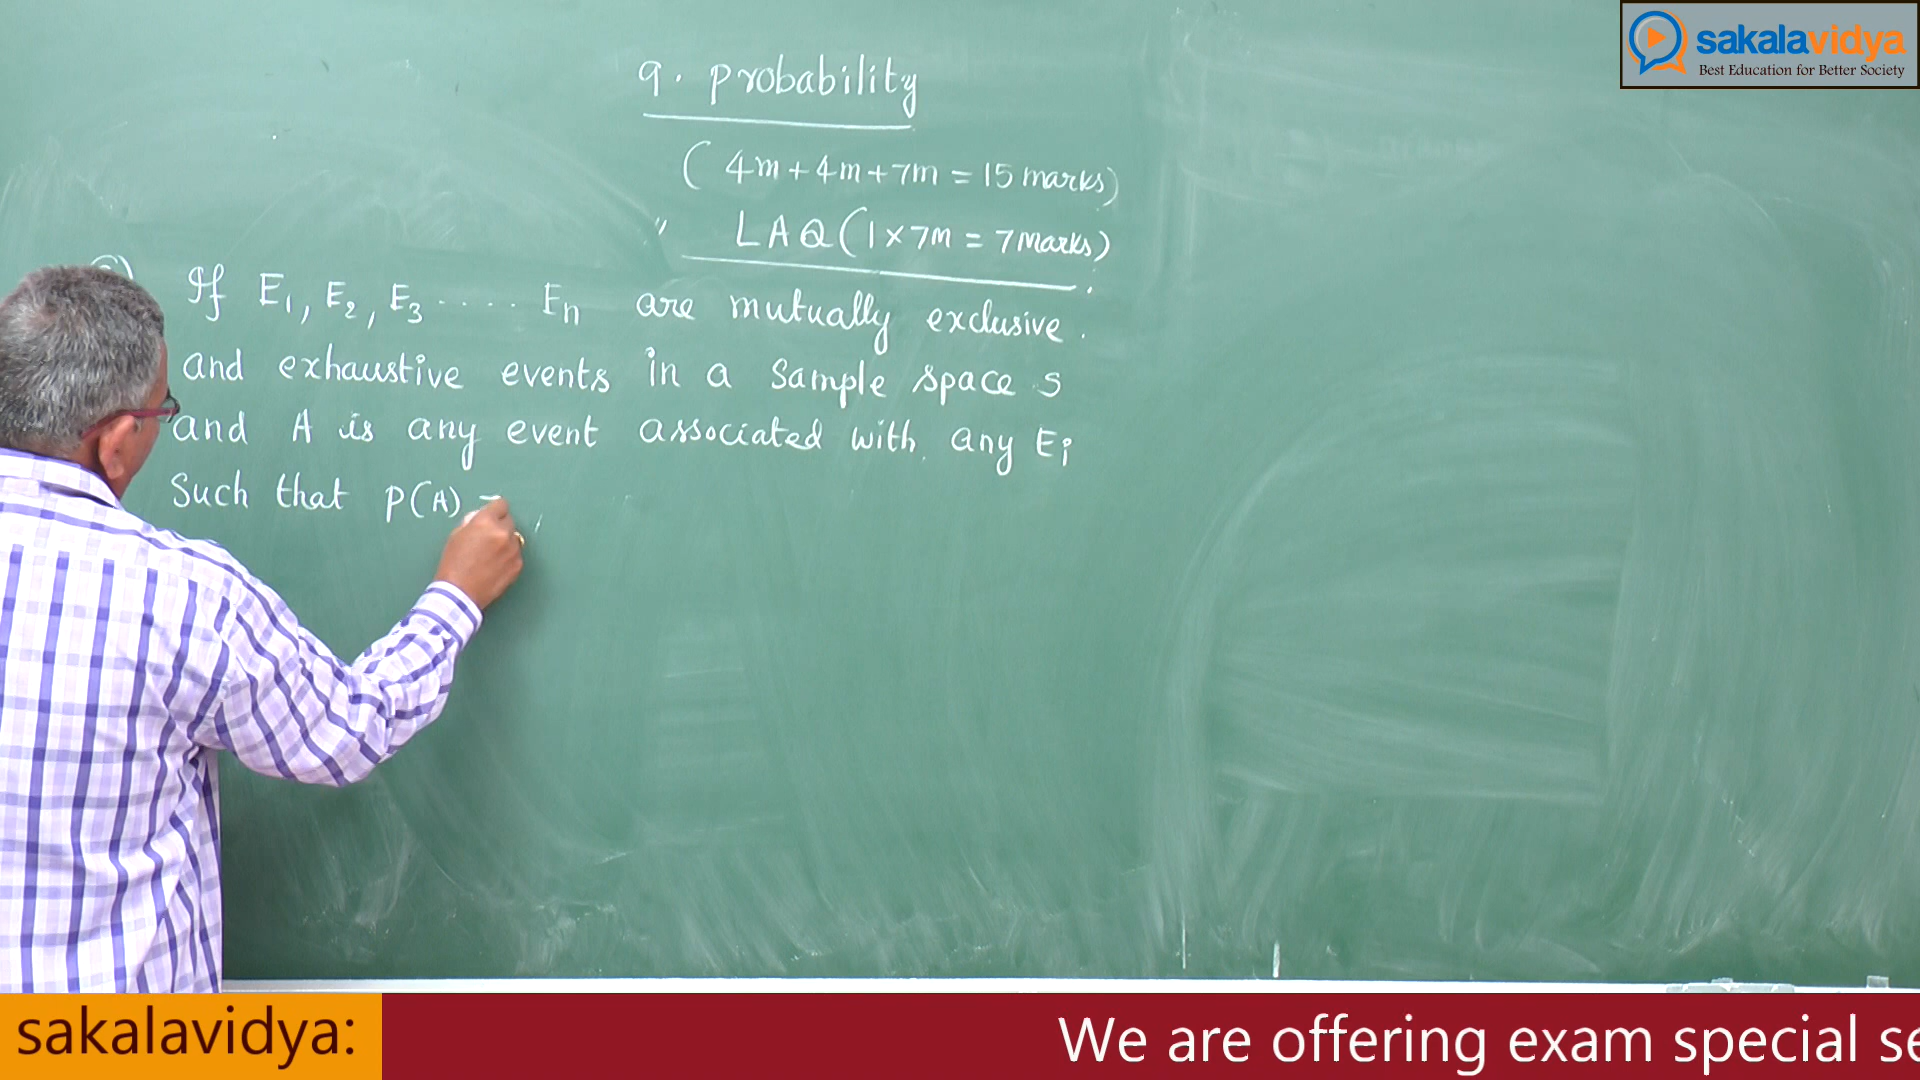 sakalavidya
Best Education for Better Society
9. probability
(4m+4m+7m = 15 marks)
" LAQ (1×7M = 7Marks)
If E1, E2, E3 ..... En are mutually exclusive.
and exhaustive events in a sample space S
and A is any event associated with any Ei
Such that P(A)
sakalavidya:
We are offering exam special se